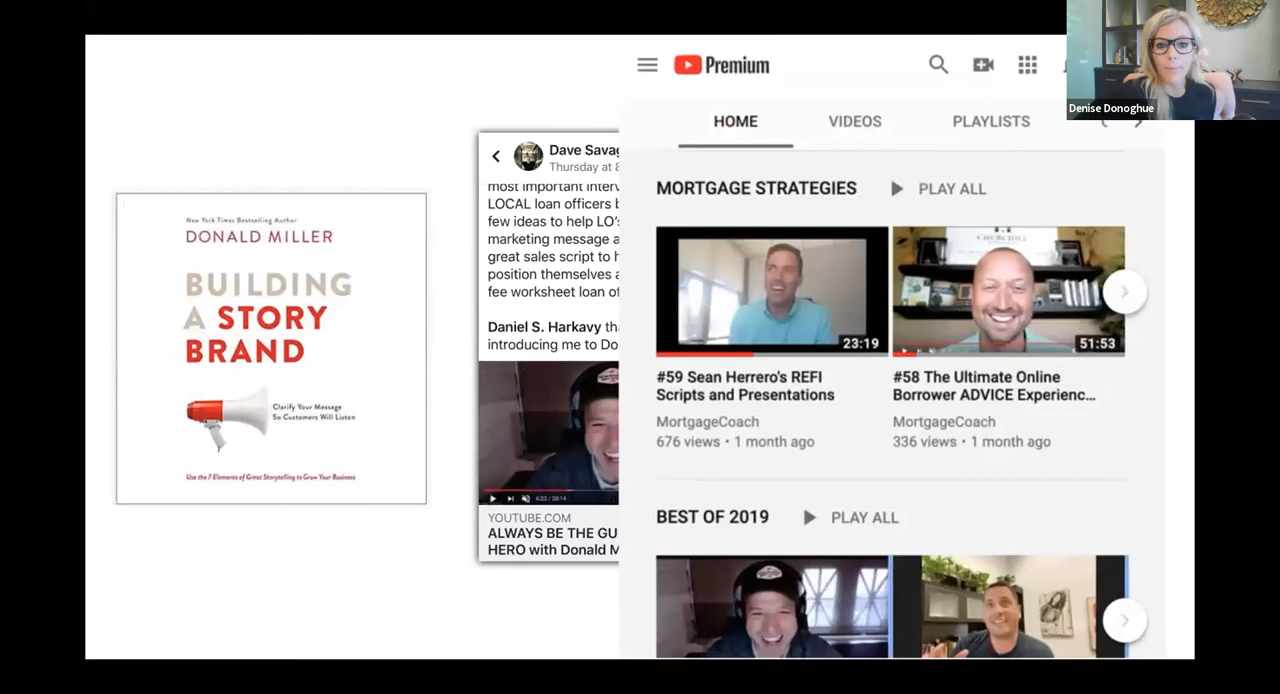 New York Times Bestselling Author
DONALD MILLER
BUILDING
A STORY
BRAND
Clarify Your Message
So Customers Will Listen
Use the 7 Elements of Great Storytelling to Grow Your Business
Dave Savag
Thursday at 8
most important interv
LOCAL loan officers b
few ideas to help LO's
marketing message a
great sales script to h
position themselves a
fee worksheet loan of
Daniel S. Harkavy tha
introducing me to Do
6:22 / 28:14
YOUTUBE.COM
ALWAYS BE THE GU
HERO with Donald M
Premium
HOME VIDEOS PLAYLISTS
MORTGAGE STRATEGIES PLAY ALL
23:19
51:53
#59 Sean Herrero's REFI
Scripts and Presentations
MortgageCoach
676 views • 1 month ago
#58 The Ultimate Online
Borrower ADVICE Experienc...
MortgageCoach
336 views • 1 month ago
BEST OF 2019 PLAY ALL
Denise Donoghue